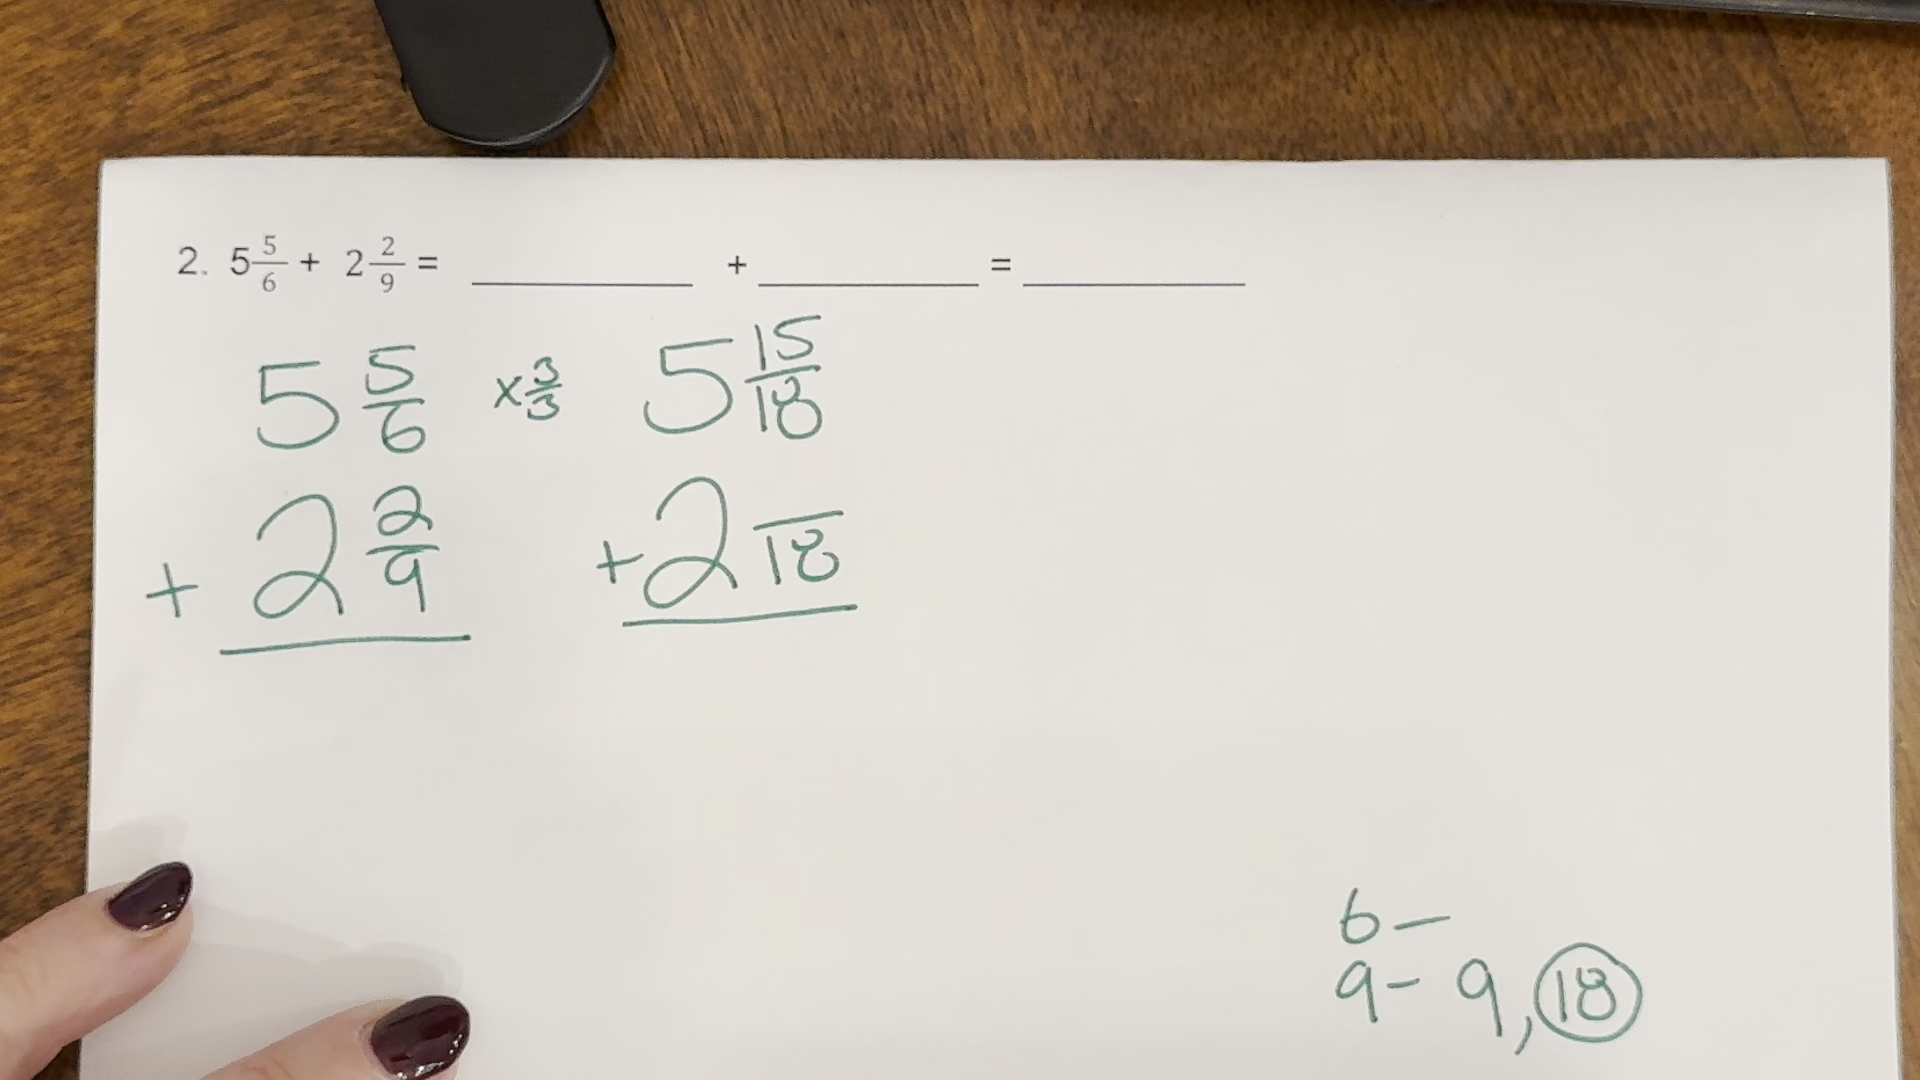 2. 5 5/6 + 2 2/9 = ________ + ________ = ________
5 5/6 × 3/3 5 15/18
+ 2 2/9 + 2 /18
6 –
9 – 9, 18